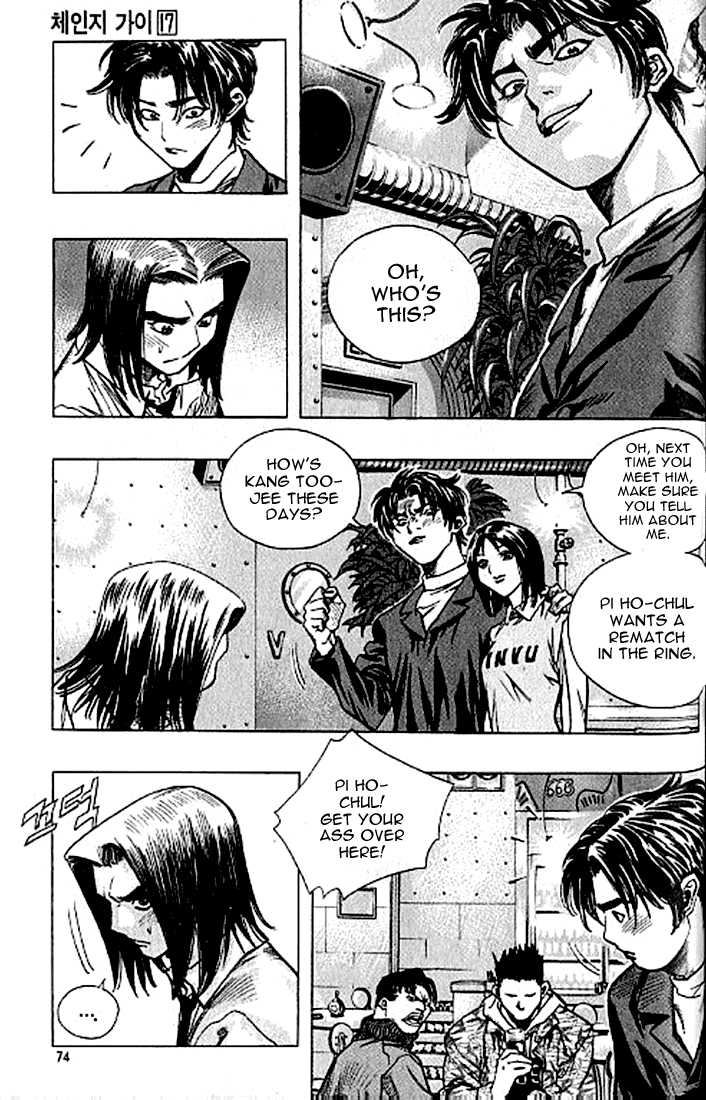 체인지 가이 17
OH,
WHO'S
THIS?
HOW'S
KANG TOO-
JEE THESE
DAYS?
OH, NEXT
TIME YOU
MEET HIM,
MAKE SURE
YOU TELL
HIM ABOUT
ME.
PI HO-CHUL
WANTS A
REMATCH
IN THE RING.
INVU
PI HO-
CHUL!
GET YOUR
ASS OVER
HERE!
666
...
74